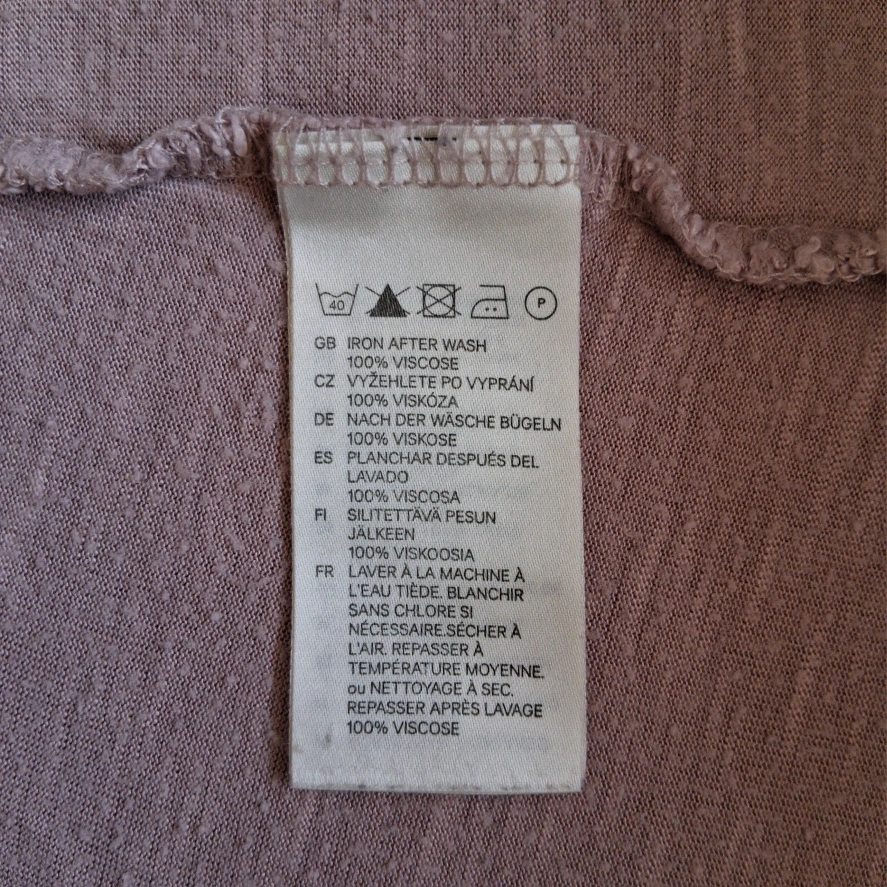 40 P
GB IRON AFTER WASH
100% VISCOSE
CZ VYŽEHLETE PO VYPRÁNÍ
100% VISKÓZA
DE NACH DER WÄSCHE BÜGELN
100% VISKOSE
ES PLANCHAR DESPUÉS DEL
LAVADO
100% VISCOSA
FI SILITETTÄVÄ PESUN
JÄLKEEN
100% VISKOOSIA
FR LAVER À LA MACHINE À
L'EAU TIÈDE. BLANCHIR
SANS CHLORE SI
NÉCESSAIRE.SÉCHER À
L'AIR. REPASSER À
TEMPÉRATURE MOYENNE.
ou NETTOYAGE À SEC.
REPASSER APRÈS LAVAGE
100% VISCOSE